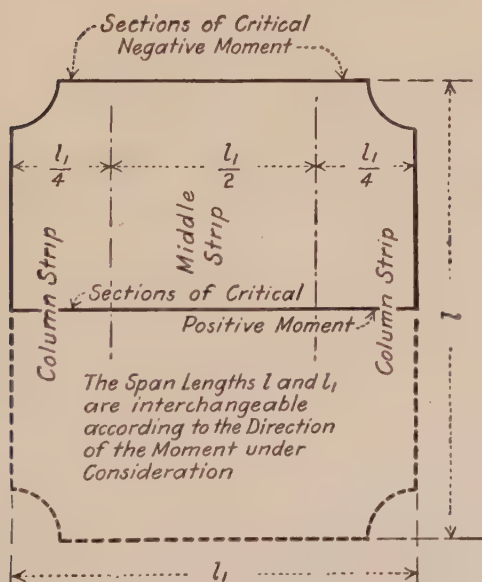 Sections of Critical
Negative Moment
l₁/4
l₁/2
l₁/4
Column Strip
Middle
Strip
Column Strip
Sections of Critical
Positive Moment
l
The Span Lengths l and l₁
are interchangeable
according to the Direction
of the Moment under
Consideration
l₁